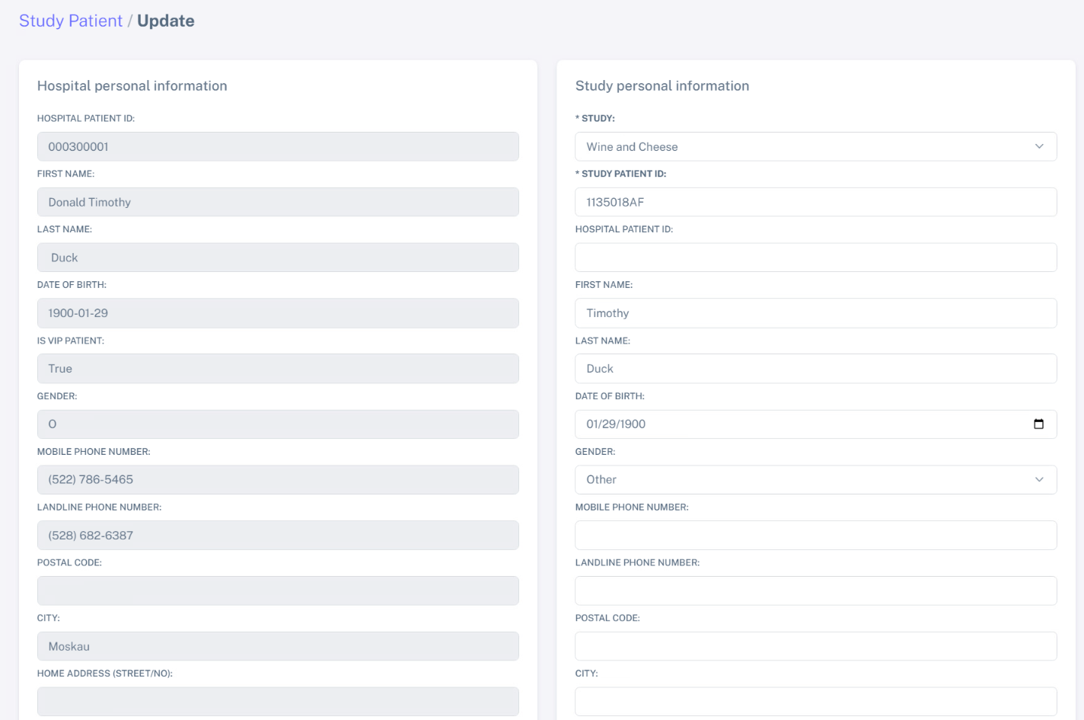 Study Patient / Update
Hospital personal information
HOSPITAL PATIENT ID:
000300001
FIRST NAME:
Donald Timothy
LAST NAME:
Duck
DATE OF BIRTH:
1900-01-29
IS VIP PATIENT:
True
GENDER:
O
MOBILE PHONE NUMBER:
(522) 786-5465
LANDLINE PHONE NUMBER:
(528) 682-6387
POSTAL CODE:
CITY:
Moskau
HOME ADDRESS (STREET/NO):
Study personal information
* STUDY:
Wine and Cheese
* STUDY PATIENT ID:
1135018AF
HOSPITAL PATIENT ID:
FIRST NAME:
Timothy
LAST NAME:
Duck
DATE OF BIRTH:
01/29/1900
GENDER:
Other
MOBILE PHONE NUMBER:
LANDLINE PHONE NUMBER:
POSTAL CODE:
CITY: